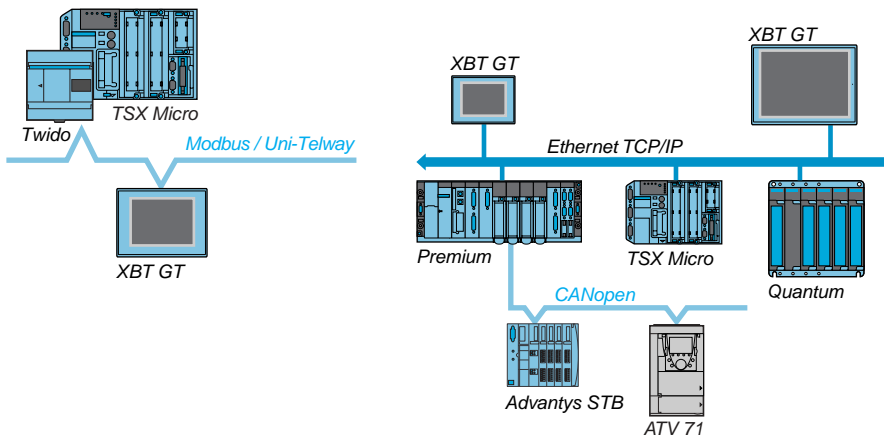 TSX Micro
Twido
Modbus / Uni-Telway
XBT GT
XBT GT
XBT GT
Ethernet TCP/IP
Premium
TSX Micro
Quantum
CANopen
Advantys STB
ATV 71